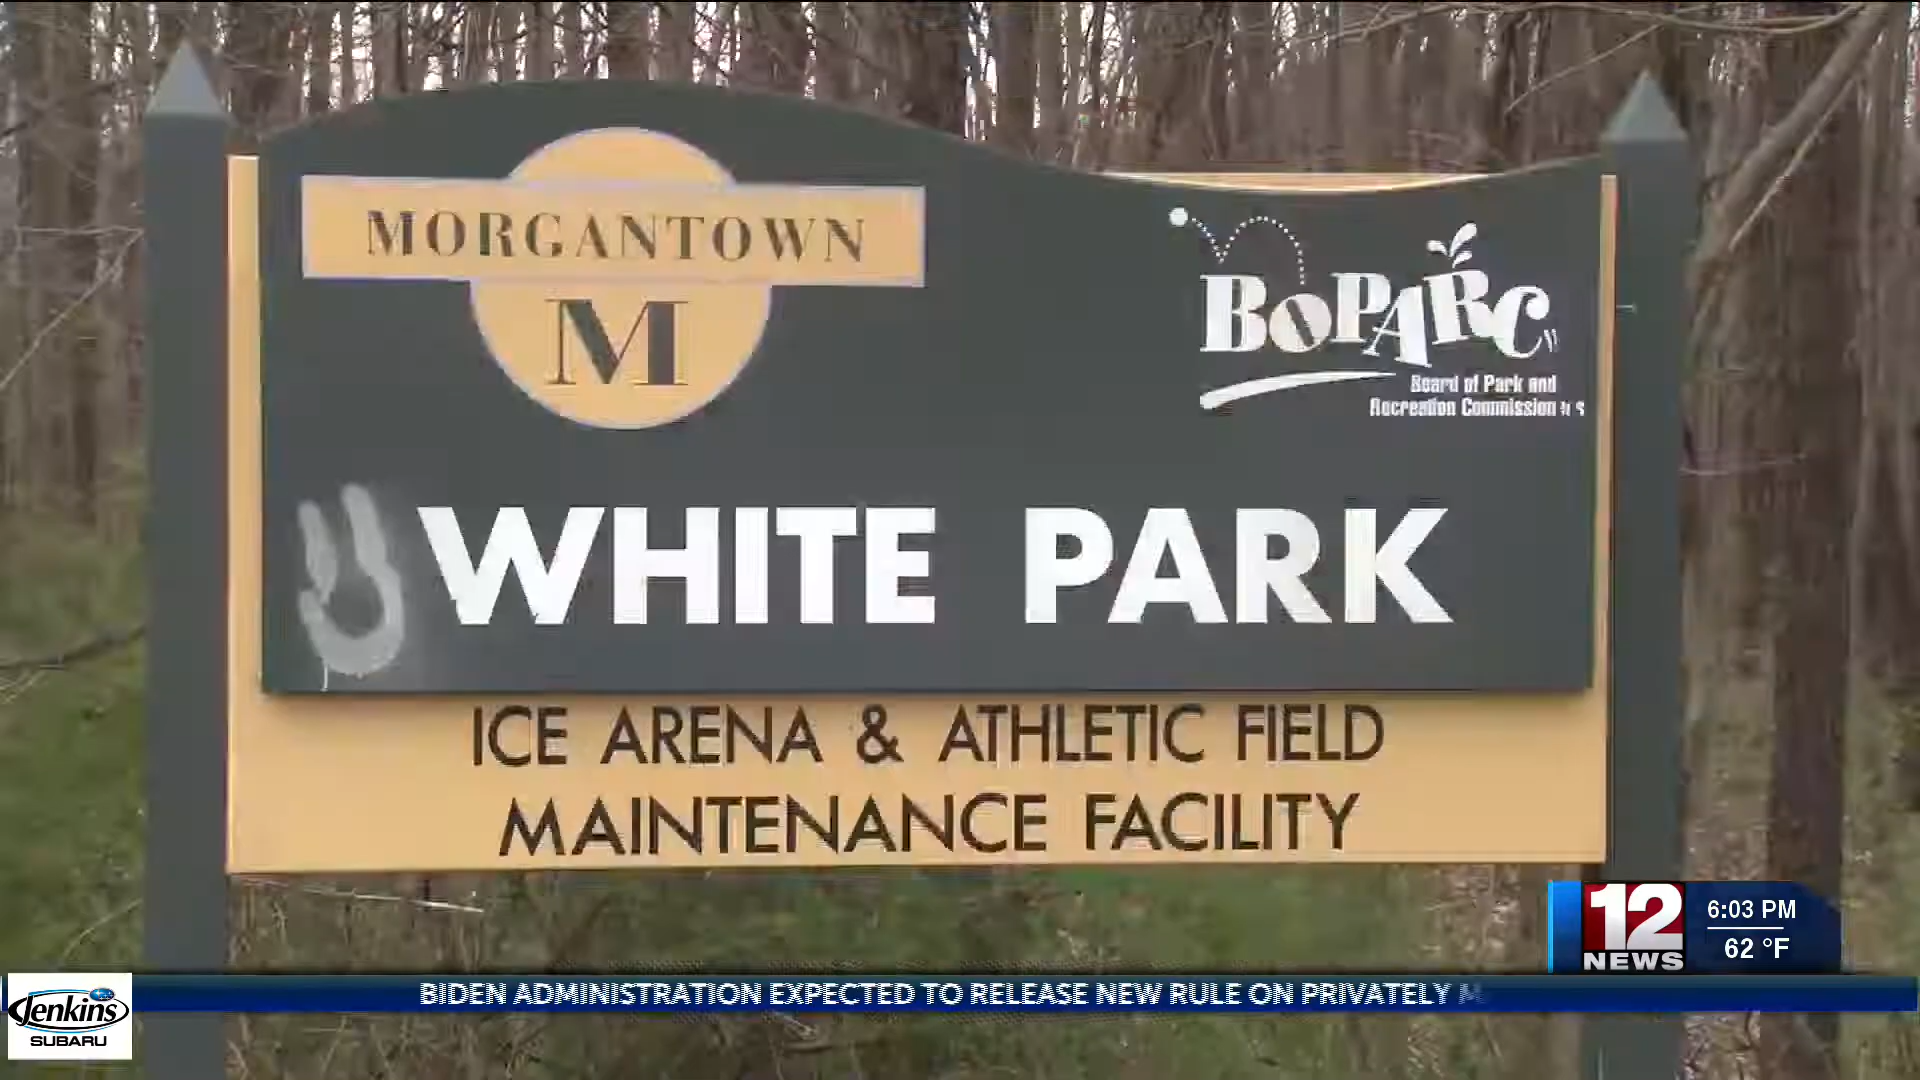 MORGANTOWN
M
BOPARC
Board of Park and
Recreation Commission
WHITE PARK
ICE ARENA & ATHLETIC FIELD
MAINTENANCE FACILITY
12
NEWS
6:03 PM
62 °F
BIDEN ADMINISTRATION EXPECTED TO RELEASE NEW RULE ON PRIVATELY
Jenkins
SUBARU